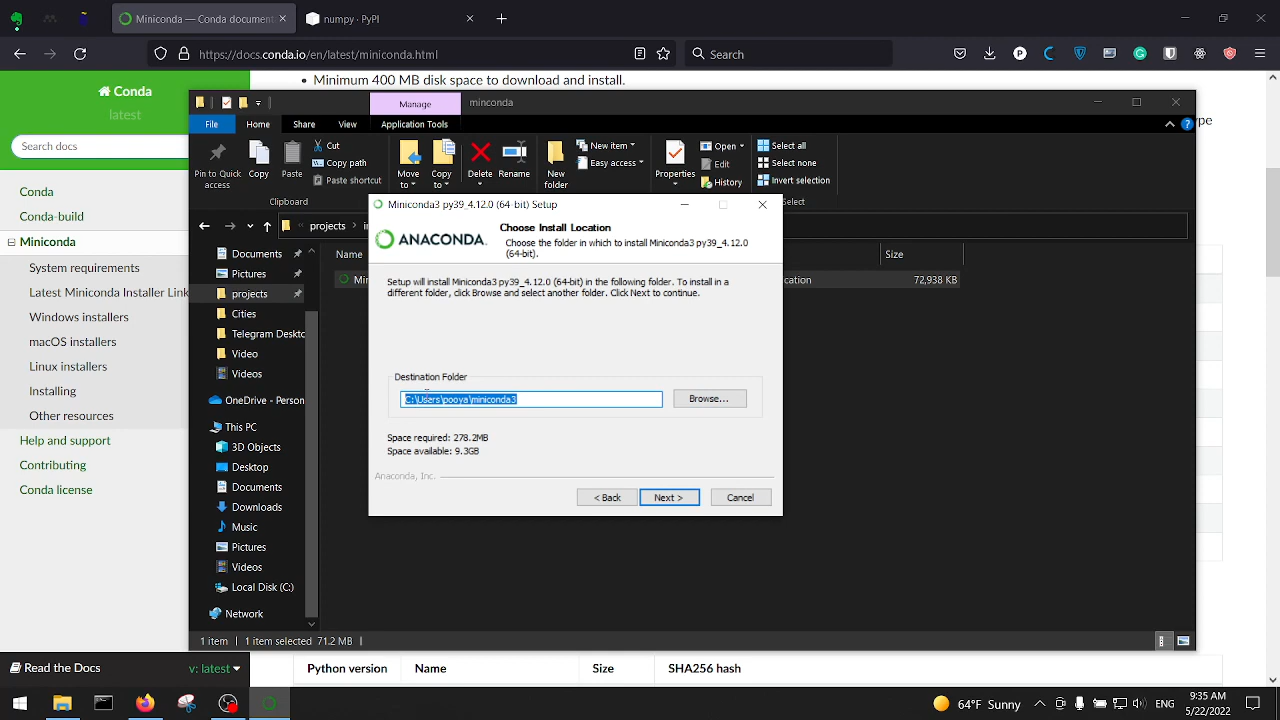 Miniconda — Conda document
numpy · PyPI
https://docs.conda.io/en/latest/miniconda.html
Search
Conda
latest
Search docs
Conda
Conda-build
Miniconda
System requirements
Latest Miniconda Installer Link
Windows installers
macOS installers
Linux installers
Installing
Other resources
Help and support
Contributing
Conda license
Read the Docs
v: latest
Minimum 400 MB disk space to download and install.
Manage
minconda
File
Home
Share
View
Application Tools
Pin to Quick access
Copy
Paste
Cut
Copy path
Paste shortcut
Clipboard
Move to
Copy to
Delete
Rename
New folder
New item
Easy access
Properties
Open
Edit
History
Select all
Select none
Invert selection
Select
projects
Name
Size
72,938 KB
Documents
Pictures
projects
Cities
Telegram Deskto
Video
Videos
OneDrive - Person
This PC
3D Objects
Desktop
Documents
Downloads
Music
Pictures
Videos
Local Disk (C:)
Network
1 item
1 item selected 71.2 MB
Miniconda3 py39_4.12.0 (64-bit) Setup
ANACONDA.
Choose Install Location
Choose the folder in which to install Miniconda3 py39_4.12.0
(64-bit).
Setup will install Miniconda3 py39_4.12.0 (64-bit) in the following folder. To install in a
different folder, click Browse and select another folder. Click Next to continue.
Destination Folder
C:\Users\pooya\miniconda3
Browse...
Space required: 278.2MB
Space available: 9.3GB
Anaconda, Inc.
< Back
Next >
Cancel
Python version
Name
Size
SHA256 hash
64°F Sunny
ENG
9:35 AM
5/22/2022